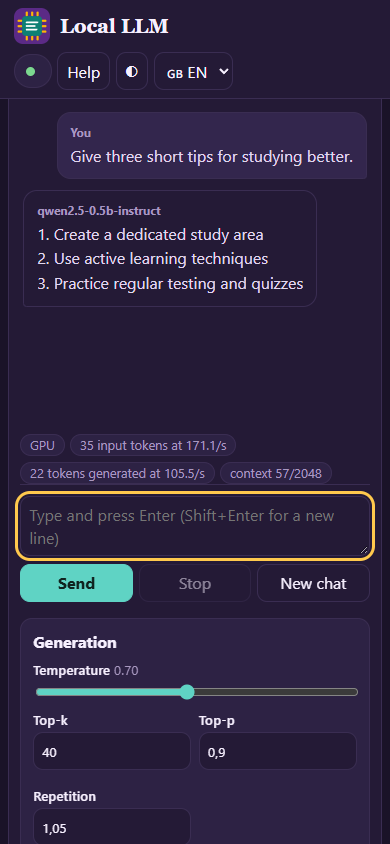 Local LLM
Help
GB EN
You
Give three short tips for studying better.
qwen2.5-0.5b-instruct
1. Create a dedicated study area
2. Use active learning techniques
3. Practice regular testing and quizzes
GPU
35 input tokens at 171.1/s
22 tokens generated at 105.5/s
context 57/2048
Type and press Enter (Shift+Enter for a new
line)
Send
Stop
New chat
Generation
Temperature 0.70
Top-k
Top-p
40
0,9
Repetition
1,05